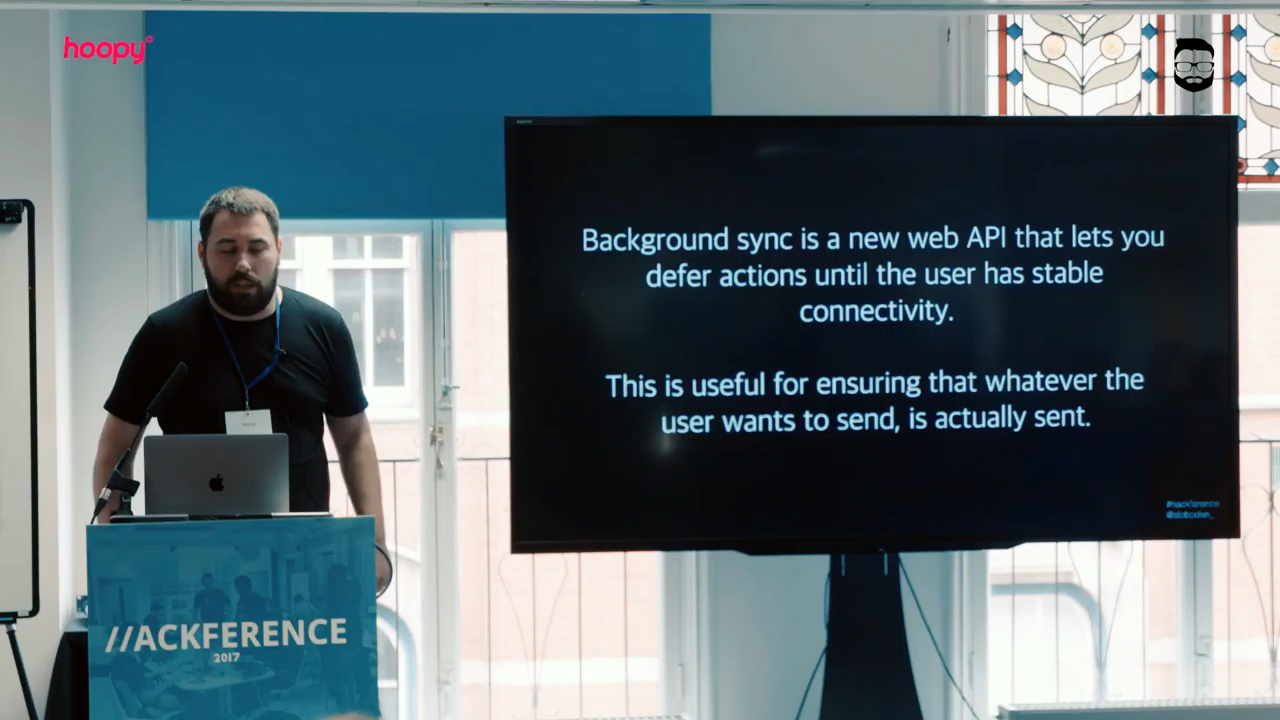 hoopy
Background sync is a new web API that lets you
defer actions until the user has stable
connectivity.
This is useful for ensuring that whatever the
user wants to send, is actually sent.
#hackference
@slobodan_
//ACKFERENCE
2017